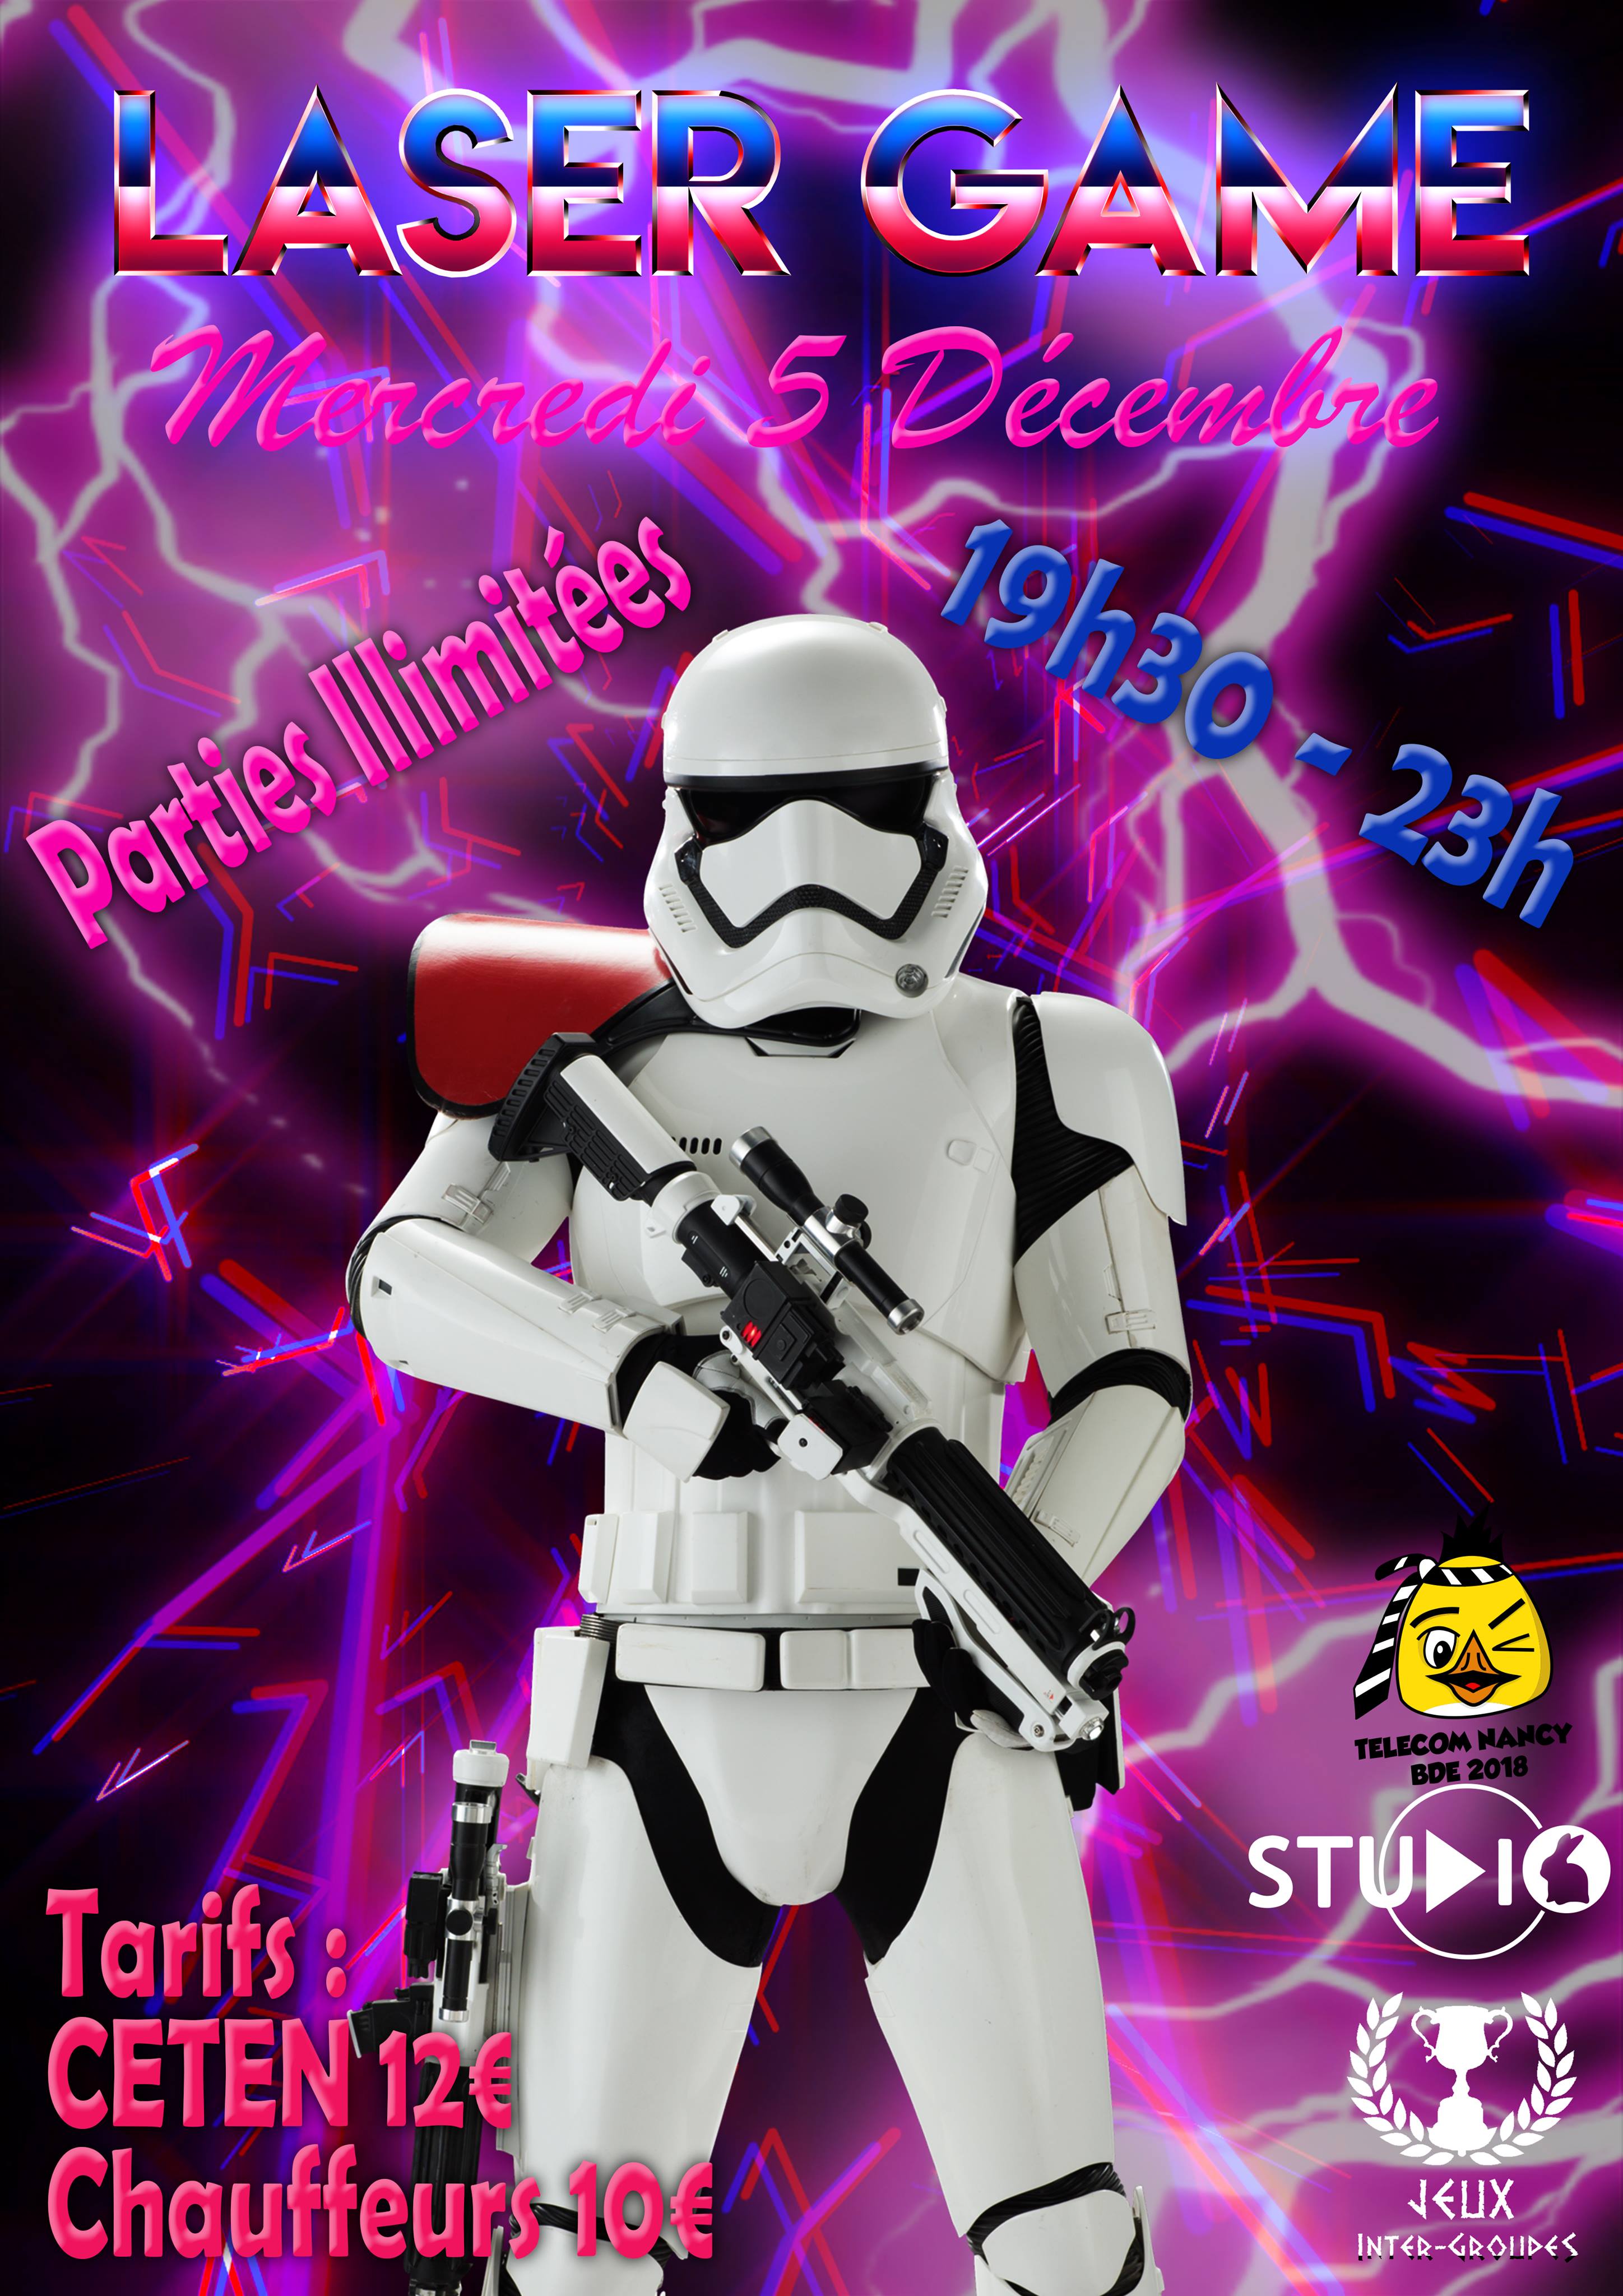 LASER GAME
Mercredi 5 Décembre
Parties Illimitées
19h30 - 23h
TELECOM NANCY
BDE 2018
STUDIO
Tarifs :
CETEN 12€
Chauffeurs 10€
JEUX
INTER-GROUPES